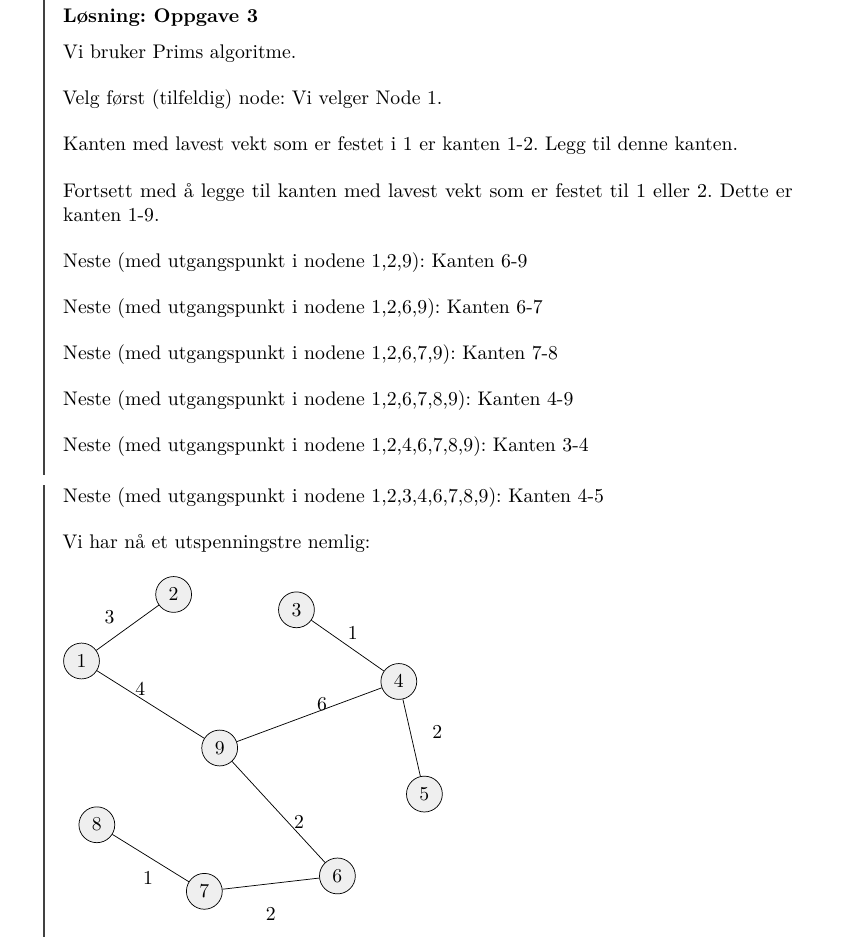 Løsning: Oppgave 3
Vi bruker Prims algoritme.
Velg først (tilfeldig) node: Vi velger Node 1.
Kanten med lavest vekt som er festet i 1 er kanten 1-2. Legg til denne kanten.
Fortsett med å legge til kanten med lavest vekt som er festet til 1 eller 2. Dette er
kanten 1-9.
Neste (med utgangspunkt i nodene 1,2,9): Kanten 6-9
Neste (med utgangspunkt i nodene 1,2,6,9): Kanten 6-7
Neste (med utgangspunkt i nodene 1,2,6,7,9): Kanten 7-8
Neste (med utgangspunkt i nodene 1,2,6,7,8,9): Kanten 4-9
Neste (med utgangspunkt i nodene 1,2,4,6,7,8,9): Kanten 3-4
Neste (med utgangspunkt i nodene 1,2,3,4,6,7,8,9): Kanten 4-5
Vi har nå et utspenningstre nemlig:
2
3
3
1
1
4
4
6
2
9
5
8
2
1
7
6
2